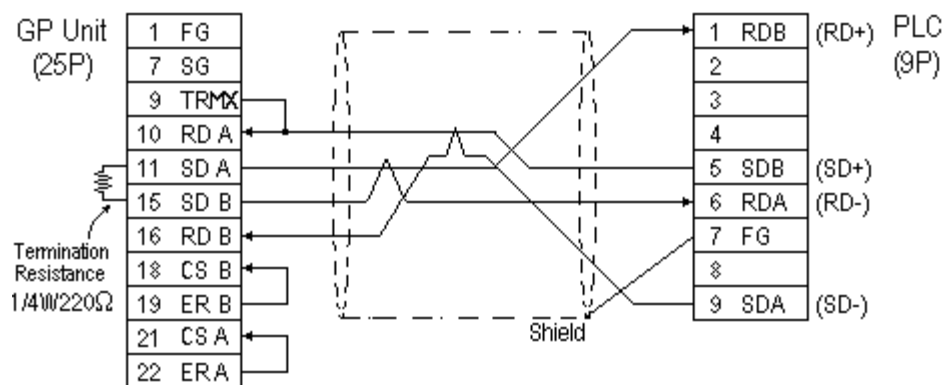 GP Unit
(25P)
1 FG
7 SG
9 TRMX
10 RD A
11 SD A
15 SD B
16 RD B
18 CS B
19 ER B
21 CS A
22 ER A
Termination
Resistance
1/4W220Ω
Shield
PLC
(9P)
1 RDB (RD+)
2
3
4
5 SDB (SD+)
6 RDA (RD-)
7 FG
8
9 SDA (SD-)